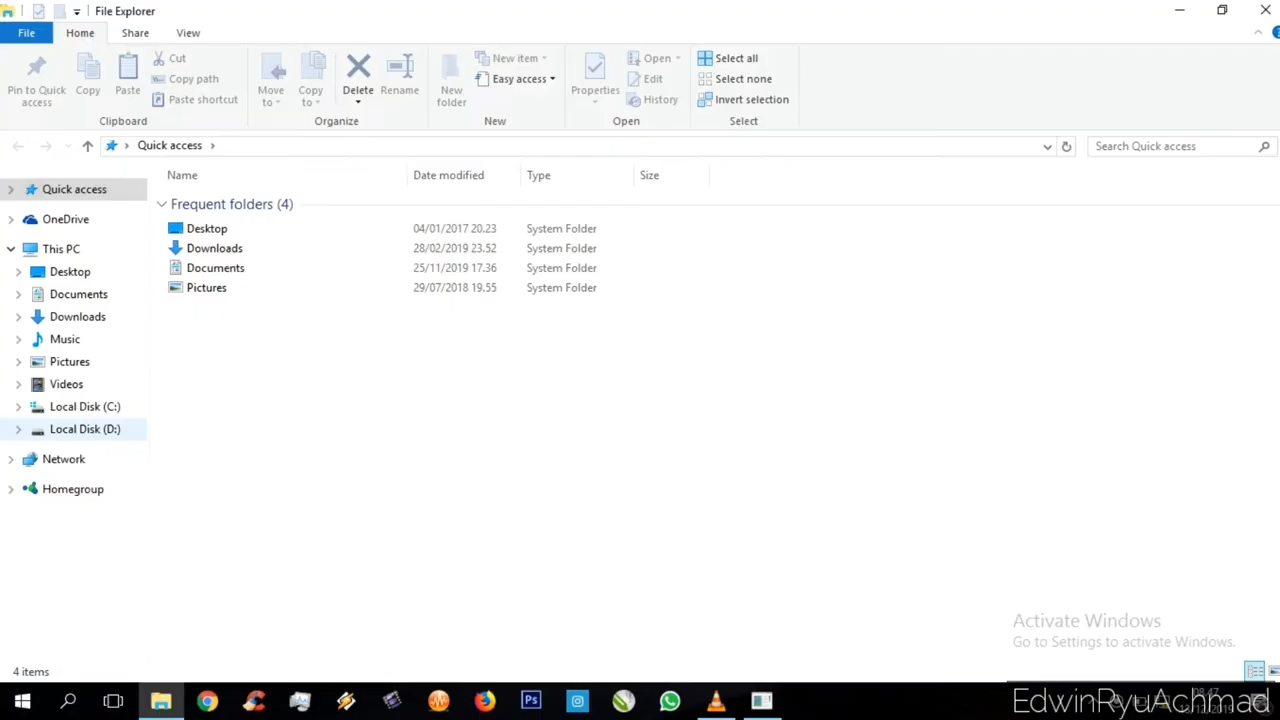 File Explorer
File Home Share View
Pin to Quick access
Copy
Paste
Cut
Copy path
Paste shortcut
Clipboard
Move to
Copy to
Delete
Rename
Organize
New folder
New item
Easy access
New
Properties
Open
Edit
History
Open
Select all
Select none
Invert selection
Select
Quick access
Search Quick access
Name Date modified Type Size
Frequent folders (4)
Desktop 04/01/2017 20.23 System Folder
Downloads 28/02/2019 23.52 System Folder
Documents 25/11/2019 17.36 System Folder
Pictures 29/07/2018 19.55 System Folder
Quick access
OneDrive
This PC
Desktop
Documents
Downloads
Music
Pictures
Videos
Local Disk (C:)
Local Disk (D:)
Network
Homegroup
Activate Windows
Go to Settings to activate Windows.
4 items
Ps
08.47
EdwinRyuAchmad